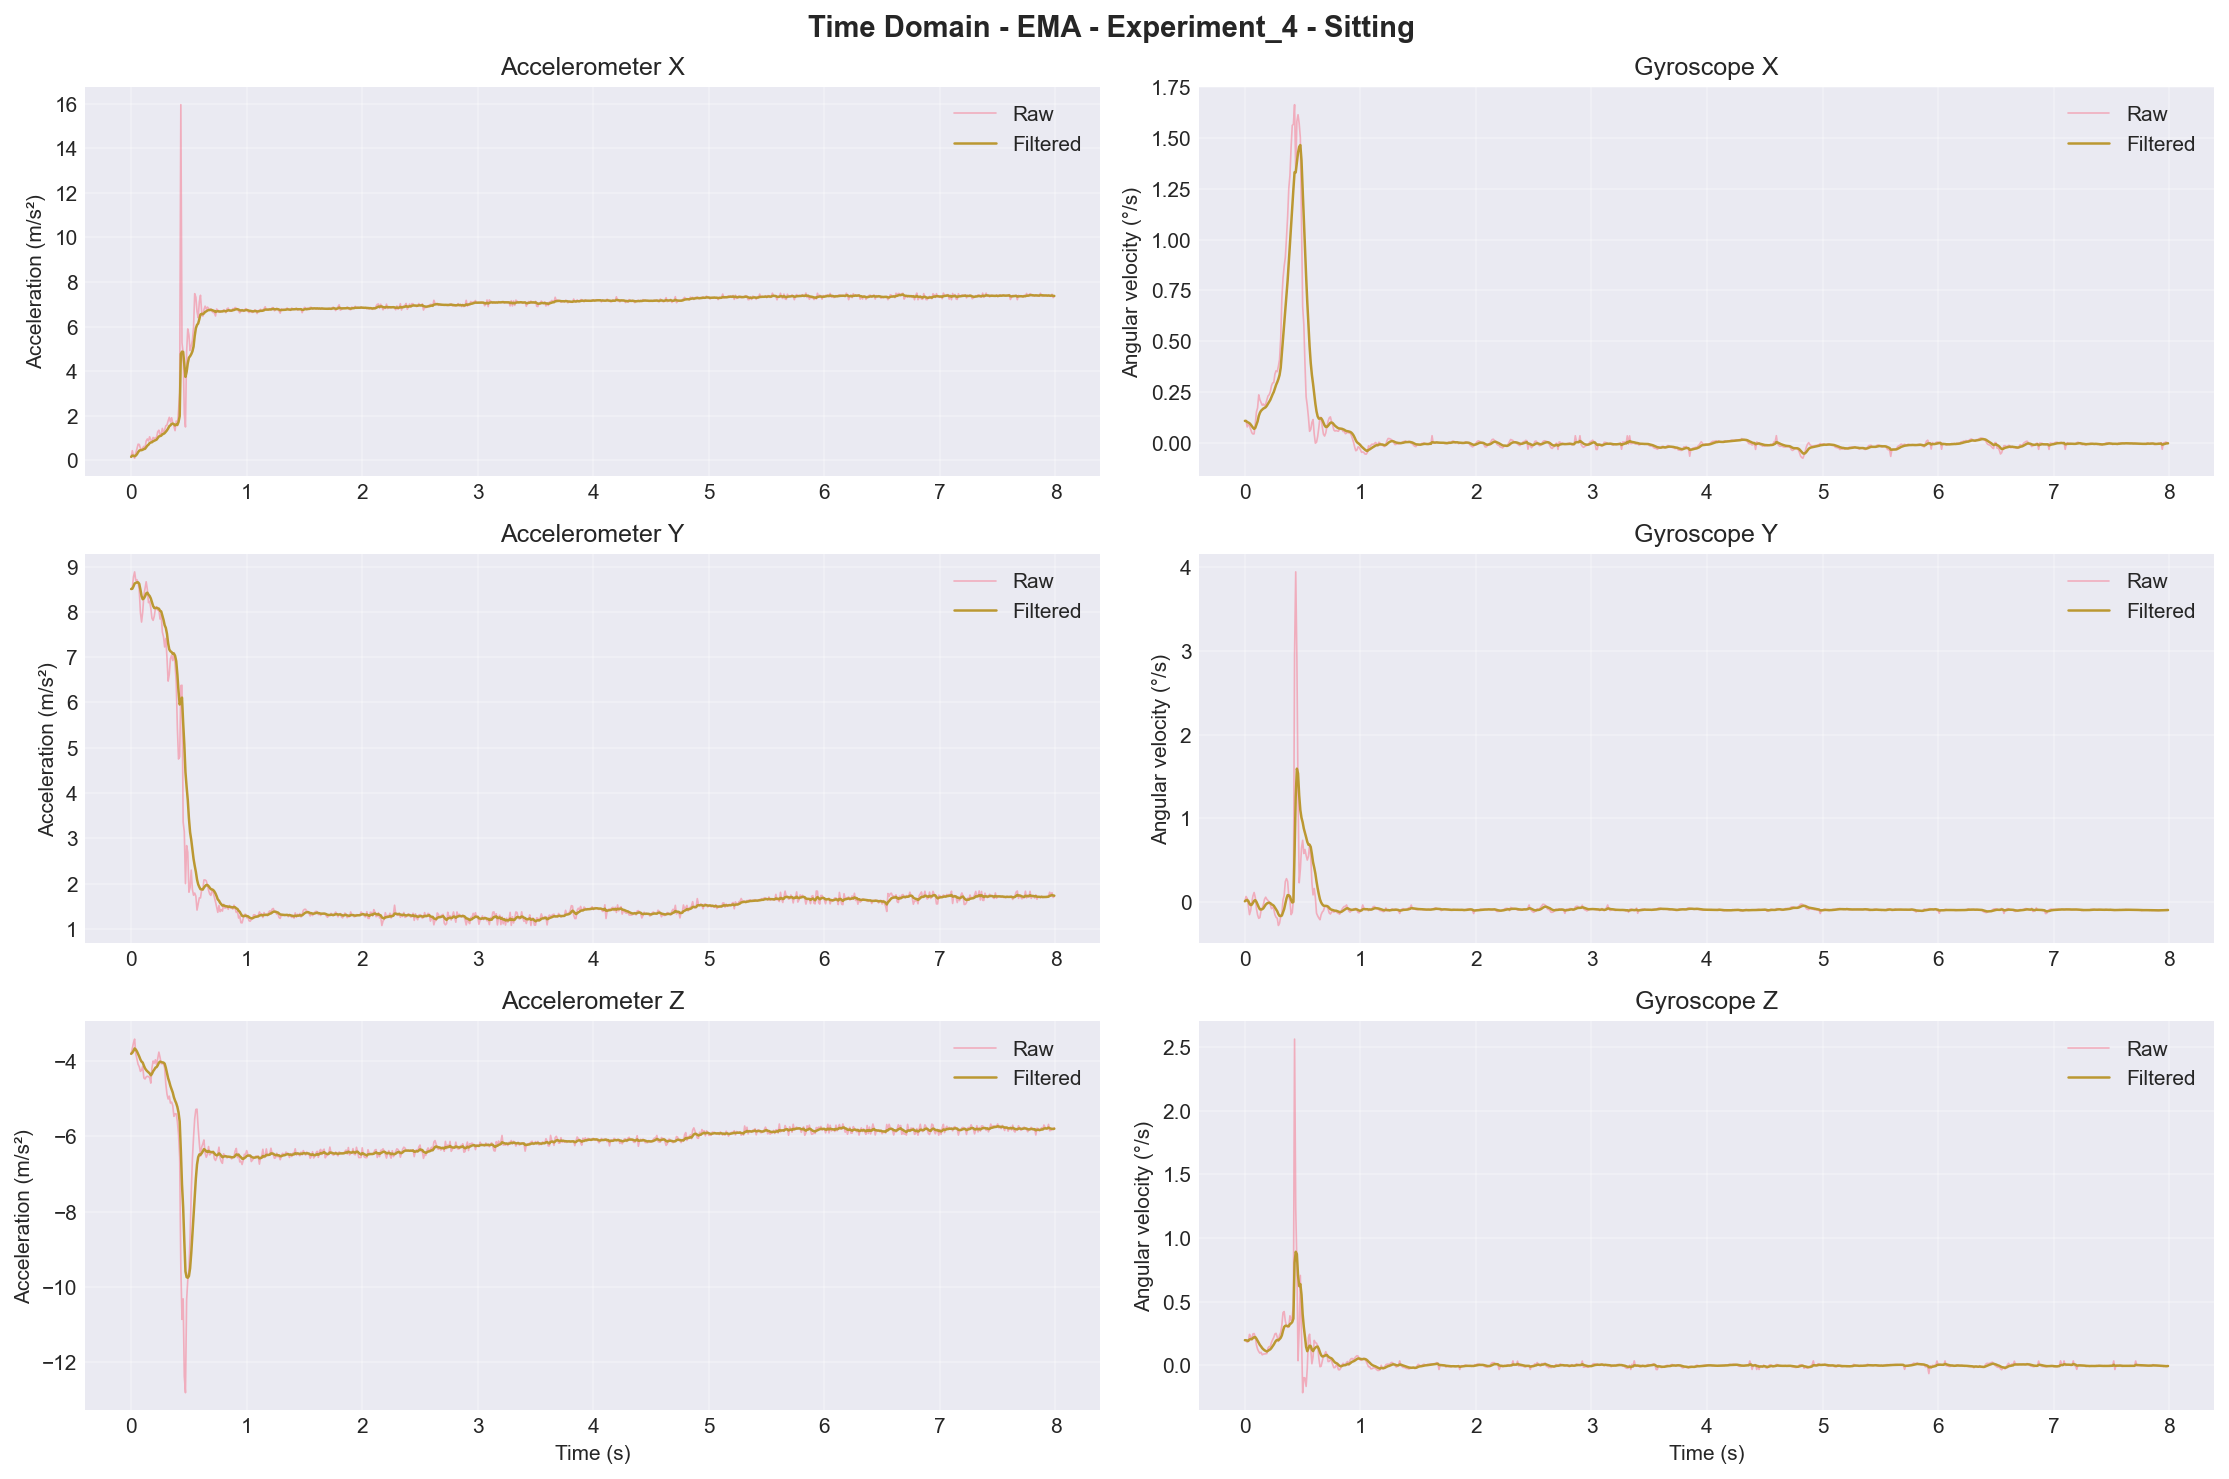 Time Domain - EMA - Experiment_4 - Sitting
Accelerometer X
Acceleration (m/s²)
16
14
12
10
8
6
4
2
0
0 1 2 3 4 5 6 7 8
Raw
Filtered
Gyroscope X
Angular velocity (°/s)
1.75
1.50
1.25
1.00
0.75
0.50
0.25
0.00
0 1 2 3 4 5 6 7 8
Raw
Filtered
Accelerometer Y
Acceleration (m/s²)
9
8
7
6
5
4
3
2
1
0 1 2 3 4 5 6 7 8
Raw
Filtered
Gyroscope Y
Angular velocity (°/s)
4
3
2
1
0
0 1 2 3 4 5 6 7 8
Raw
Filtered
Accelerometer Z
Acceleration (m/s²)
−4
−6
−8
−10
−12
0 1 2 3 4 5 6 7 8
Time (s)
Raw
Filtered
Gyroscope Z
Angular velocity (°/s)
2.5
2.0
1.5
1.0
0.5
0.0
0 1 2 3 4 5 6 7 8
Time (s)
Raw
Filtered